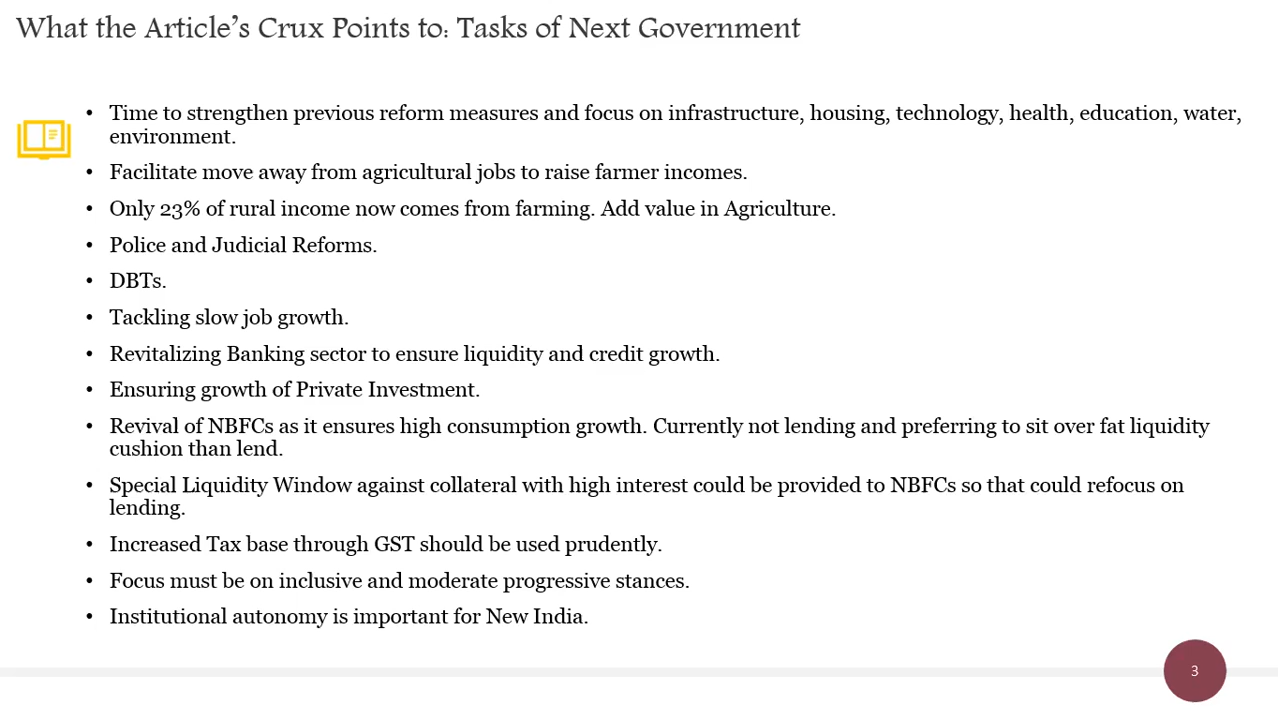 What the Article's Crux Points to: Tasks of Next Government
• Time to strengthen previous reform measures and focus on infrastructure, housing, technology, health, education, water,
environment.
• Facilitate move away from agricultural jobs to raise farmer incomes.
• Only 23% of rural income now comes from farming. Add value in Agriculture.
• Police and Judicial Reforms.
• DBTs.
• Tackling slow job growth.
• Revitalizing Banking sector to ensure liquidity and credit growth.
• Ensuring growth of Private Investment.
• Revival of NBFCs as it ensures high consumption growth. Currently not lending and preferring to sit over fat liquidity
cushion than lend.
• Special Liquidity Window against collateral with high interest could be provided to NBFCs so that could refocus on
lending.
• Increased Tax base through GST should be used prudently.
• Focus must be on inclusive and moderate progressive stances.
• Institutional autonomy is important for New India.
3